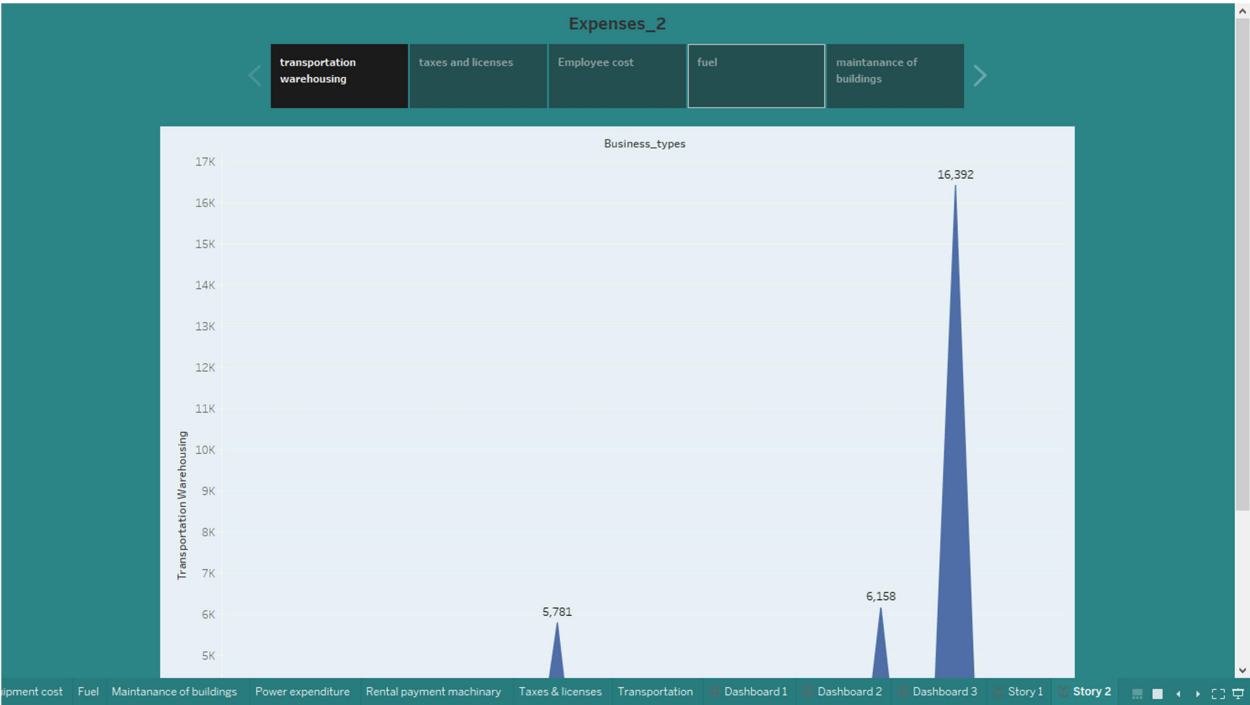 Expenses_2
transportation
warehousing
taxes and licenses
Employee cost
fuel
maintanance of
buildings
Business_types
17K
16,392
16K
15K
14K
13K
12K
11K
10K
9K
8K
7K
6K
5K
Transportation Warehousing
5,781
6,158
uipment cost
Fuel
Maintanance of buildings
Power expenditure
Rental payment machinary
Taxes & licenses
Transportation
Dashboard 1
Dashboard 2
Dashboard 3
Story 1
Story 2